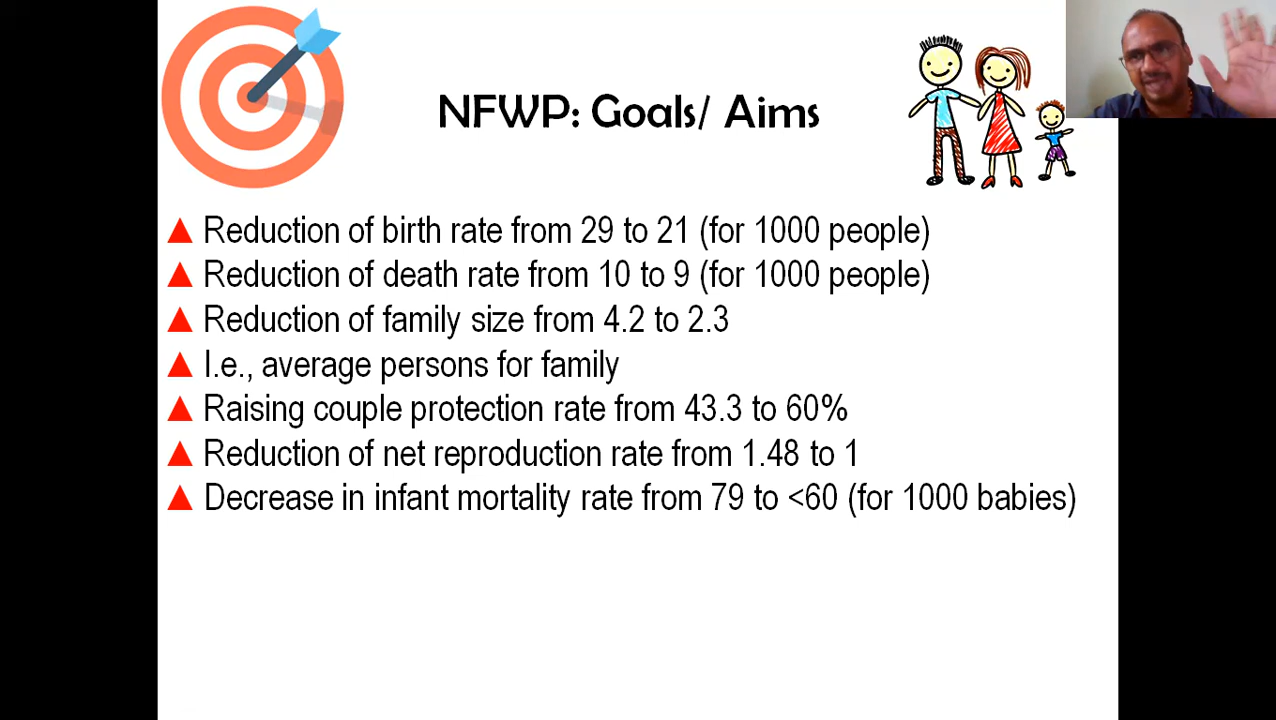 NFWP: Goals/ Aims
Reduction of birth rate from 29 to 21 (for 1000 people)
Reduction of death rate from 10 to 9 (for 1000 people)
Reduction of family size from 4.2 to 2.3
I.e., average persons for family
Raising couple protection rate from 43.3 to 60%
Reduction of net reproduction rate from 1.48 to 1
Decrease in infant mortality rate from 79 to <60 (for 1000 babies)